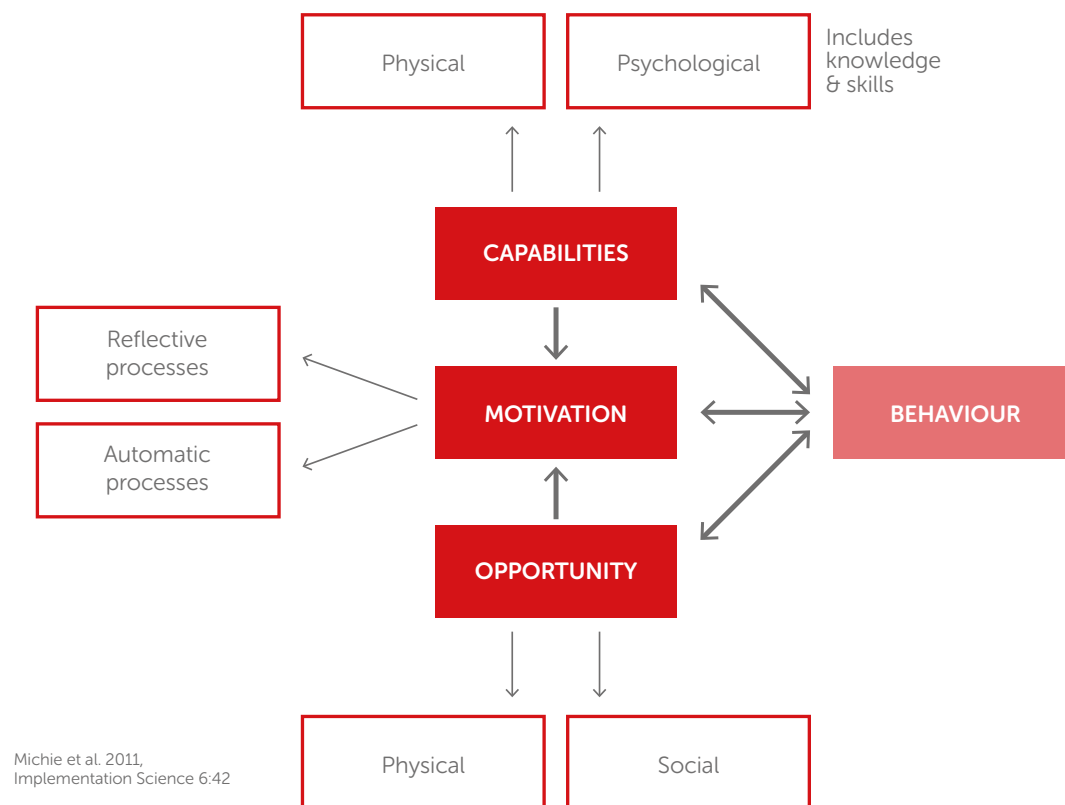 Physical
Psychological
Includes
knowledge
& skills
CAPABILITIES
Reflective
processes
MOTIVATION
BEHAVIOUR
Automatic
processes
OPPORTUNITY
Physical
Social
Michie et al. 2011,
Implementation Science 6:42